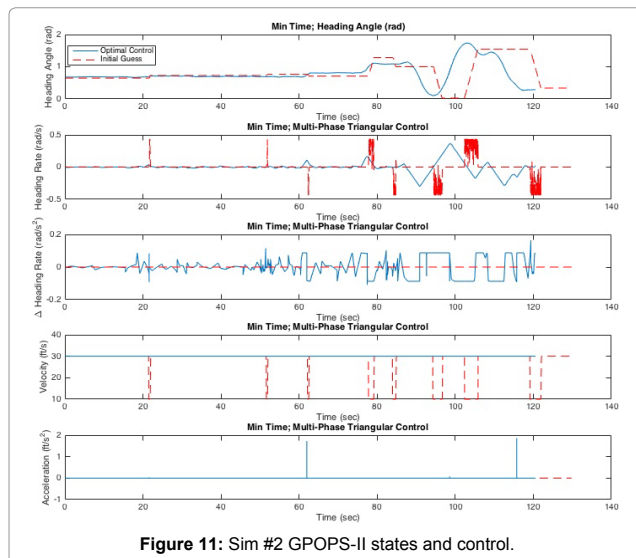 Min Time; Heading Angle (rad)
Heading Angle (rad)
2
1
0
Optimal Control
Initial Guess
0 20 40 60 80 100 120 140
Time (sec)
Min Time; Multi-Phase Triangular Control
Heading Rate (rad/s)
0.5
0
-0.5
0 20 40 60 80 100 120 140
Time (sec)
Min Time; Multi-Phase Triangular Control
Δ Heading Rate (rad/s²)
0.2
0
-0.2
0 20 40 60 80 100 120 140
Time (sec)
Min Time; Multi-Phase Triangular Control
Velocity (ft/s)
40
30
20
10
0 20 40 60 80 100 120 140
Time (sec)
Min Time; Multi-Phase Triangular Control
Acceleration (ft/s²)
2
1
0
-1
0 20 40 60 80 100 120 140
Time (sec)
Figure 11: Sim #2 GPOPS-II states and control.